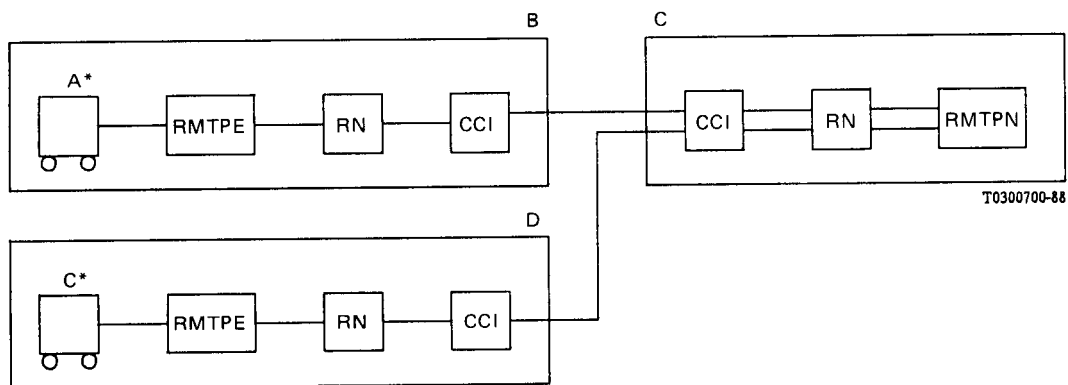 B
C
A*
RMTPE
RN
CCI
CCI
RN
RMTPN
T0300700-88
D
C*
RMTPE
RN
CCI